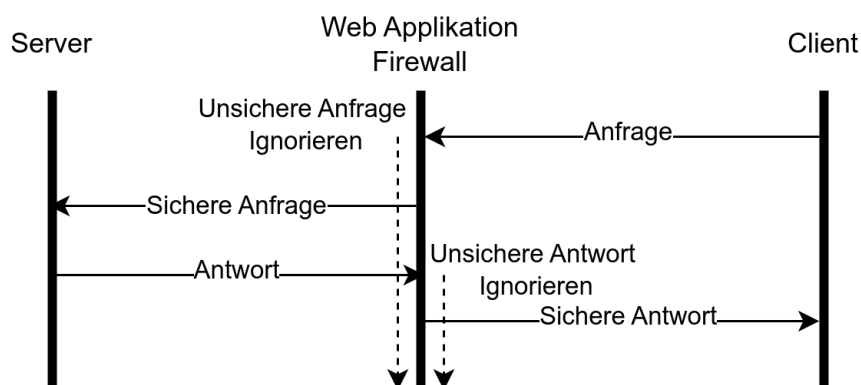 Server
Web Applikation
Firewall
Client
Unsichere Anfrage
Ignorieren
Anfrage
Sichere Anfrage
Antwort
Unsichere Antwort
Ignorieren
Sichere Antwort